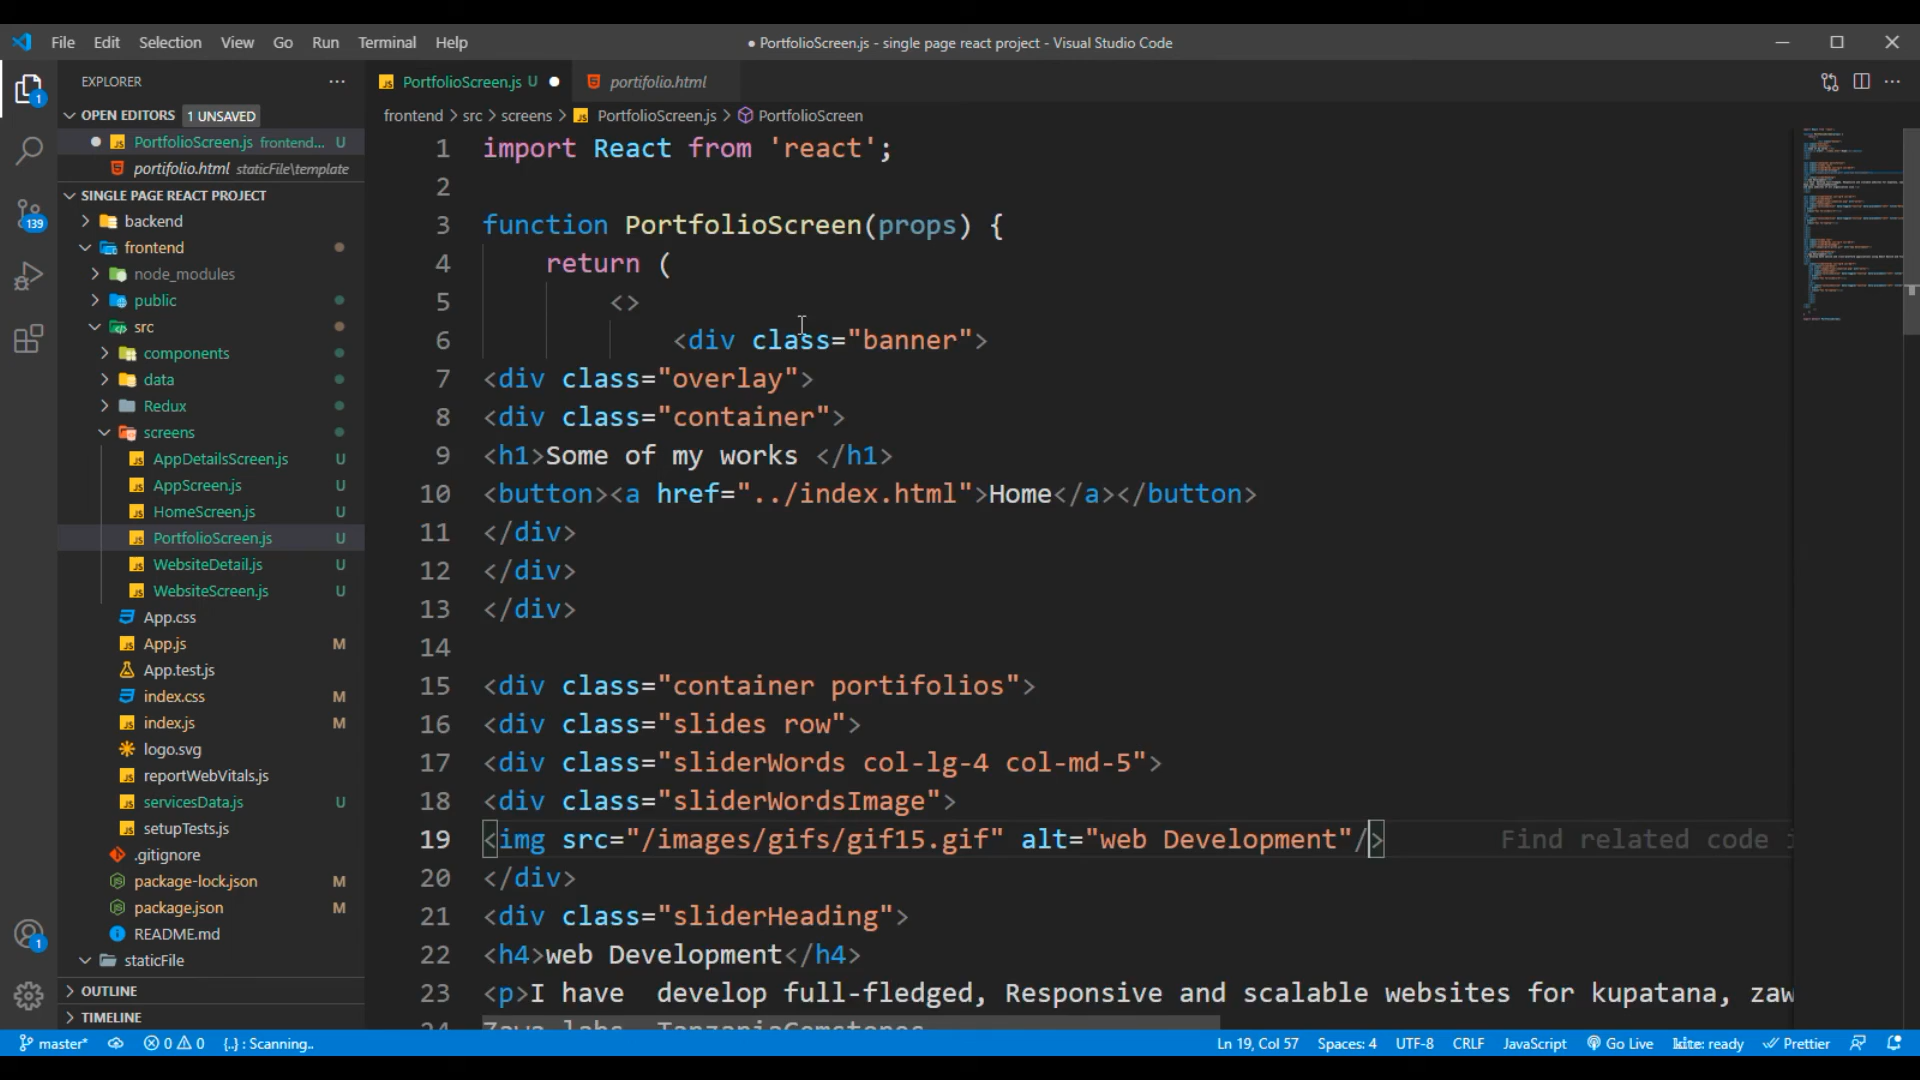 File Edit Selection View Go Run Terminal Help
● PortfolioScreen.js - single page react project - Visual Studio Code
EXPLORER
OPEN EDITORS 1 UNSAVED
PortfolioScreen.js frontend... U
portifolio.html staticFile\template
SINGLE PAGE REACT PROJECT
backend
frontend
node_modules
public
src
components
data
Redux
screens
AppDetailsScreen.js U
AppScreen.js U
HomeScreen.js U
PortfolioScreen.js U
WebsiteDetail.js U
WebsiteScreen.js U
App.css
App.js M
App.test.js
index.css M
index.js M
logo.svg
reportWebVitals.js
servicesData.js U
setupTests.js
.gitignore
package-lock.json M
package.json M
README.md
staticFile
OUTLINE
TIMELINE
1
139
1
PortfolioScreen.js U ●
portifolio.html
frontend > src > screens > PortfolioScreen.js > PortfolioScreen
1 import React from 'react';
2
3 function PortfolioScreen(props) {
4 return (
5 <>
6 <div class="banner">
7 <div class="overlay">
8 <div class="container">
9 <h1>Some of my works </h1>
10 <button><a href="../index.html">Home</a></button>
11 </div>
12 </div>
13 </div>
14
15 <div class="container portifolios">
16 <div class="slides row">
17 <div class="sliderWords col-lg-4 col-md-5">
18 <div class="sliderWordsImage">
19 <img src="/images/gifs/gif15.gif" alt="web Development"/> Find related code
20 </div>
21 <div class="sliderHeading">
22 <h4>web Development</h4>
23 <p>I have  develop full-fledged, Responsive and scalable websites for kupatana, zaw
master* 0 0 {..} : Scanning.. Ln 19, Col 57 Spaces: 4 UTF-8 CRLF JavaScript Go Live kite: ready Prettier